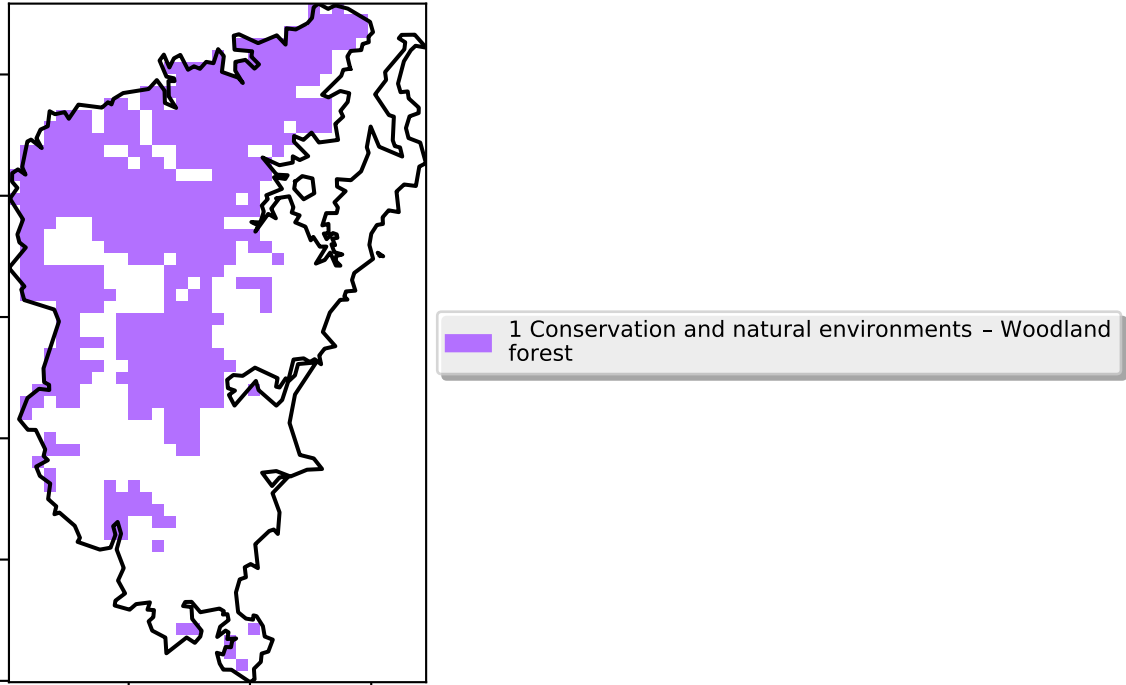 1 Conservation and natural environments – Woodland
forest